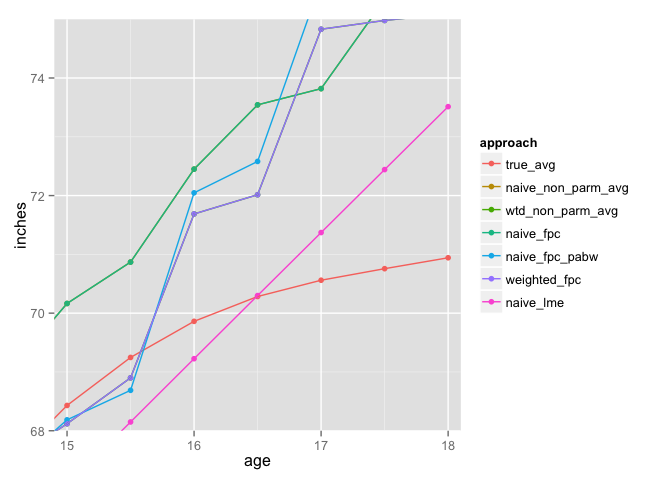 74
72
70
68
inches
15
16
17
18
age
approach
true_avg
naive_non_parm_avg
wtd_non_parm_avg
naive_fpc
naive_fpc_pabw
weighted_fpc
naive_lme